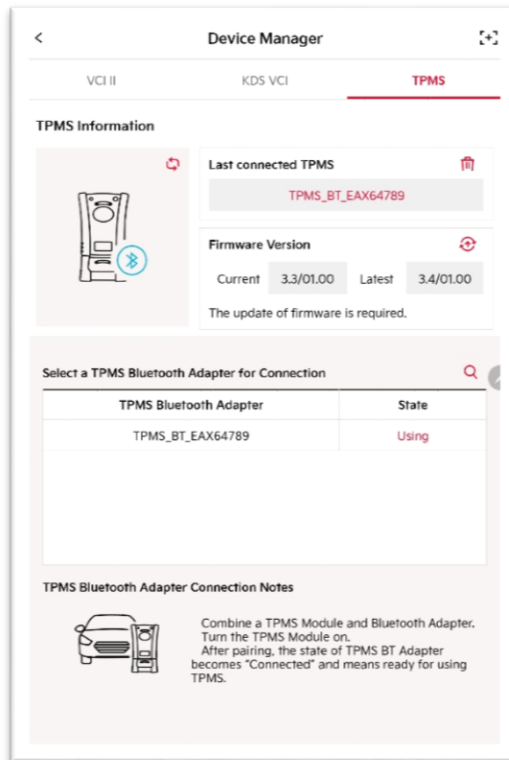 Device Manager
VCI II
KDS VCI
TPMS
TPMS Information
Last connected TPMS
TPMS_BT_EAX64789
Firmware Version
Current 3.3/01.00 Latest 3.4/01.00
The update of firmware is required.
Select a TPMS Bluetooth Adapter for Connection
TPMS Bluetooth Adapter State
TPMS_BT_EAX64789 Using
TPMS Bluetooth Adapter Connection Notes
Combine a TPMS Module and Bluetooth Adapter.
Turn the TPMS Module on.
After pairing, the state of TPMS BT Adapter
becomes "Connected" and means ready for using
TPMS.